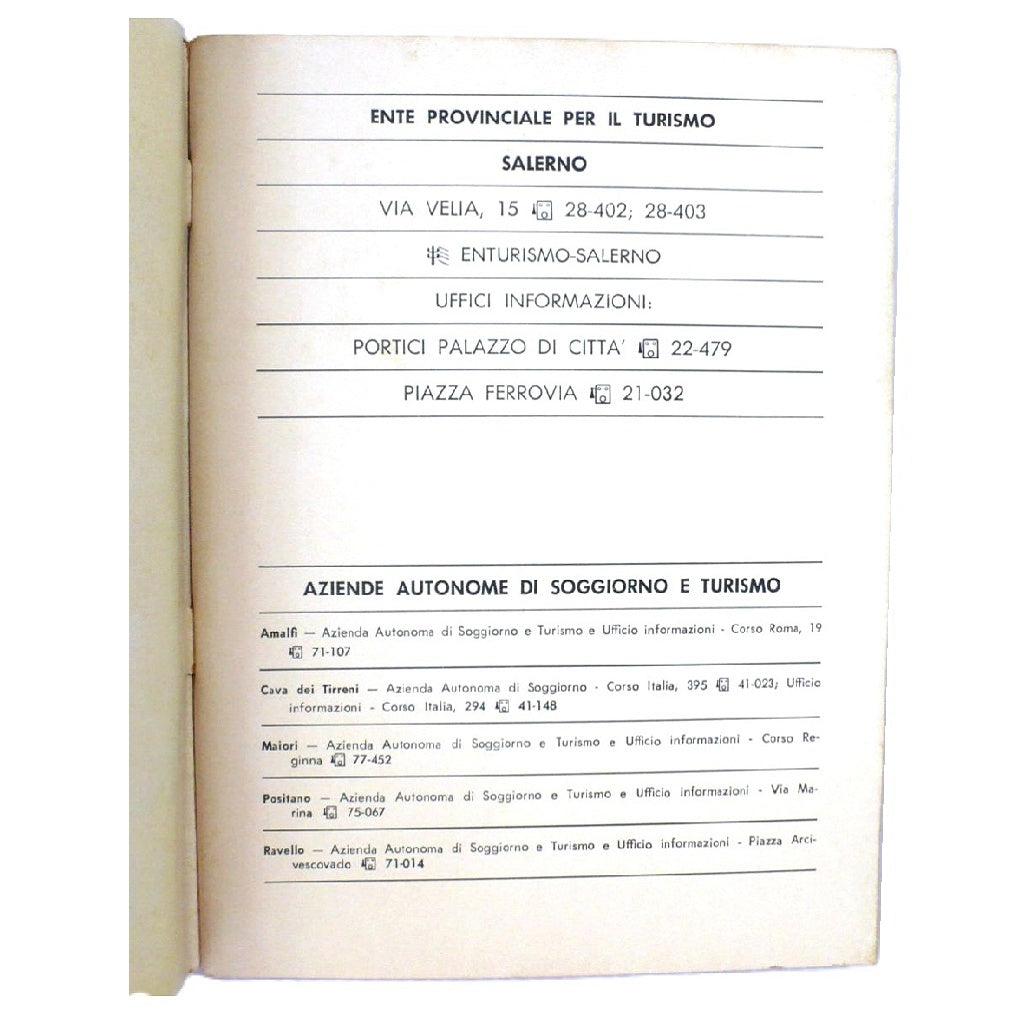 ENTE PROVINCIALE PER IL TURISMO
SALERNO
VIA VELIA, 15 28-402; 28-403
ENTURISMO-SALERNO
UFFICI INFORMAZIONI:
PORTICI PALAZZO DI CITTA' 22-479
PIAZZA FERROVIA 21-032
AZIENDE AUTONOME DI SOGGIORNO E TURISMO
Amalfi — Azienda Autonoma di Soggiorno e Turismo e Ufficio informazioni - Corso Roma, 19
71-107
Cava dei Tirreni — Azienda Autonoma di Soggiorno - Corso Italia, 395 41-023; Ufficio
informazioni - Corso Italia, 294 41-148
Maiori — Azienda Autonoma di Soggiorno e Turismo e Ufficio informazioni - Corso Re-
ginna 77-452
Positano — Azienda Autonoma di Soggiorno e Turismo e Ufficio informazioni - Via Ma-
rina 75-067
Ravello — Azienda Autonoma di Soggiorno e Turismo e Ufficio informazioni - Piazza Arci-
vescovado 71-014